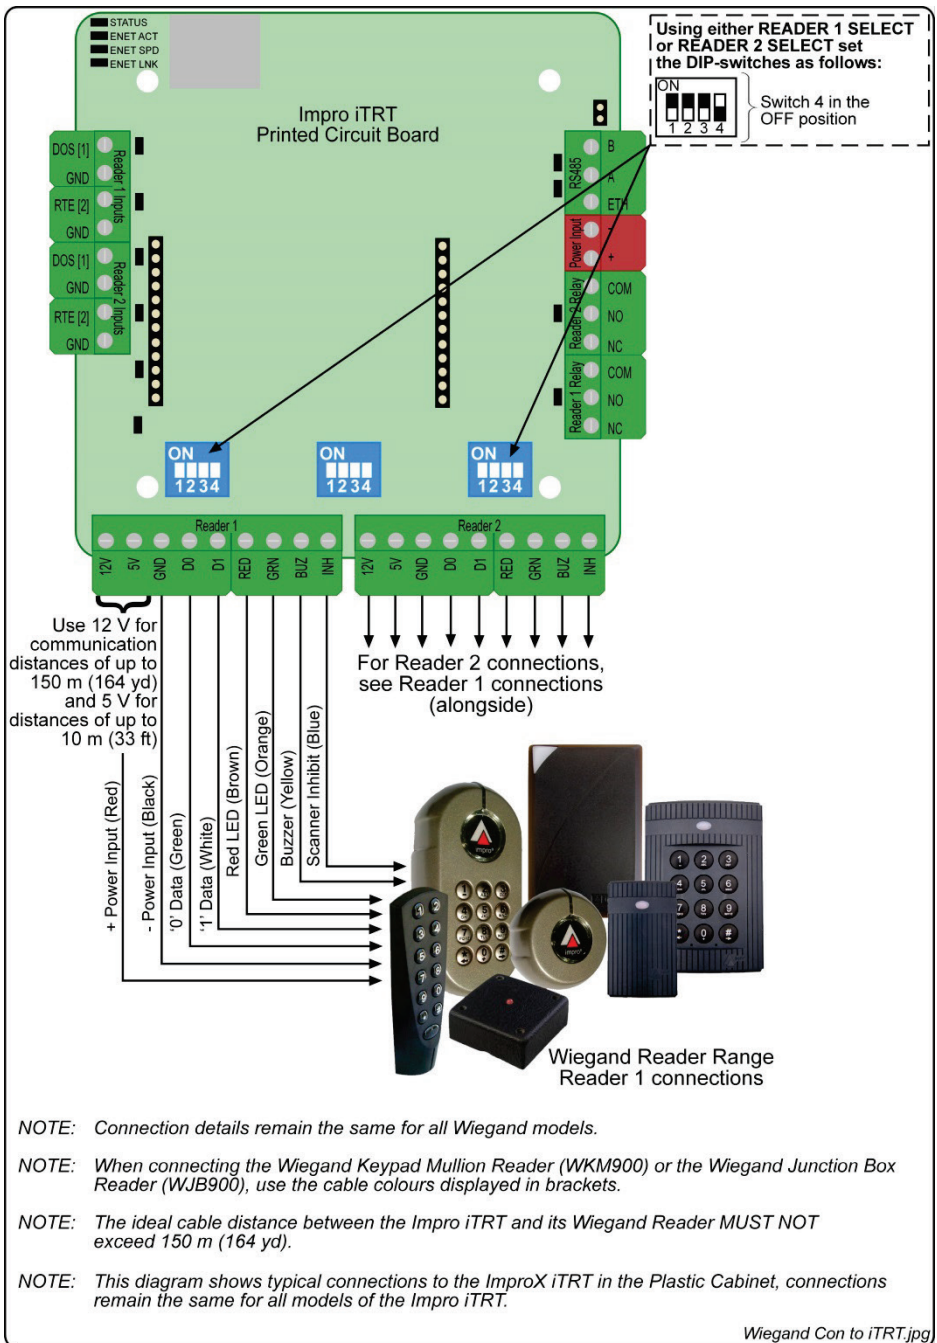 STATUS
ENET ACT
ENET SPD
ENET LNK
Using either READER 1 SELECT
or READER 2 SELECT set
the DIP-switches as follows:
ON
1 2 3 4
Switch 4 in the
OFF position
Impro iTRT
Printed Circuit Board
DOS [1]
GND
RTE [2]
GND
Reader 1 Inputs
DOS [1]
GND
RTE [2]
GND
Reader 2 Inputs
RS485
B
A
ETH
Power Input
-
+
Reader 2 Relay
COM
NO
NC
Reader 1 Relay
COM
NO
NC
ON
1234
ON
1234
ON
1234
Reader 1
12V
5V
GND
D0
D1
RED
GRN
BUZ
INH
Reader 2
12V
5V
GND
D0
D1
RED
GRN
BUZ
INH
Use 12 V for
communication
distances of up to
150 m (164 yd)
and 5 V for
distances of up to
10 m (33 ft)
For Reader 2 connections,
see Reader 1 connections
(alongside)
+ Power Input (Red)
- Power Input (Black)
'0' Data (Green)
'1' Data (White)
Red LED (Brown)
Green LED (Orange)
Buzzer (Yellow)
Scanner Inhibit (Blue)
impro
impro
Wiegand Reader Range
Reader 1 connections
NOTE: Connection details remain the same for all Wiegand models.
NOTE: When connecting the Wiegand Keypad Mullion Reader (WKM900) or the Wiegand Junction Box
Reader (WJB900), use the cable colours displayed in brackets.
NOTE: The ideal cable distance between the Impro iTRT and its Wiegand Reader MUST NOT
exceed 150 m (164 yd).
NOTE: This diagram shows typical connections to the ImproX iTRT in the Plastic Cabinet, connections
remain the same for all models of the Impro iTRT.
Wiegand Con to iTRT.jpg